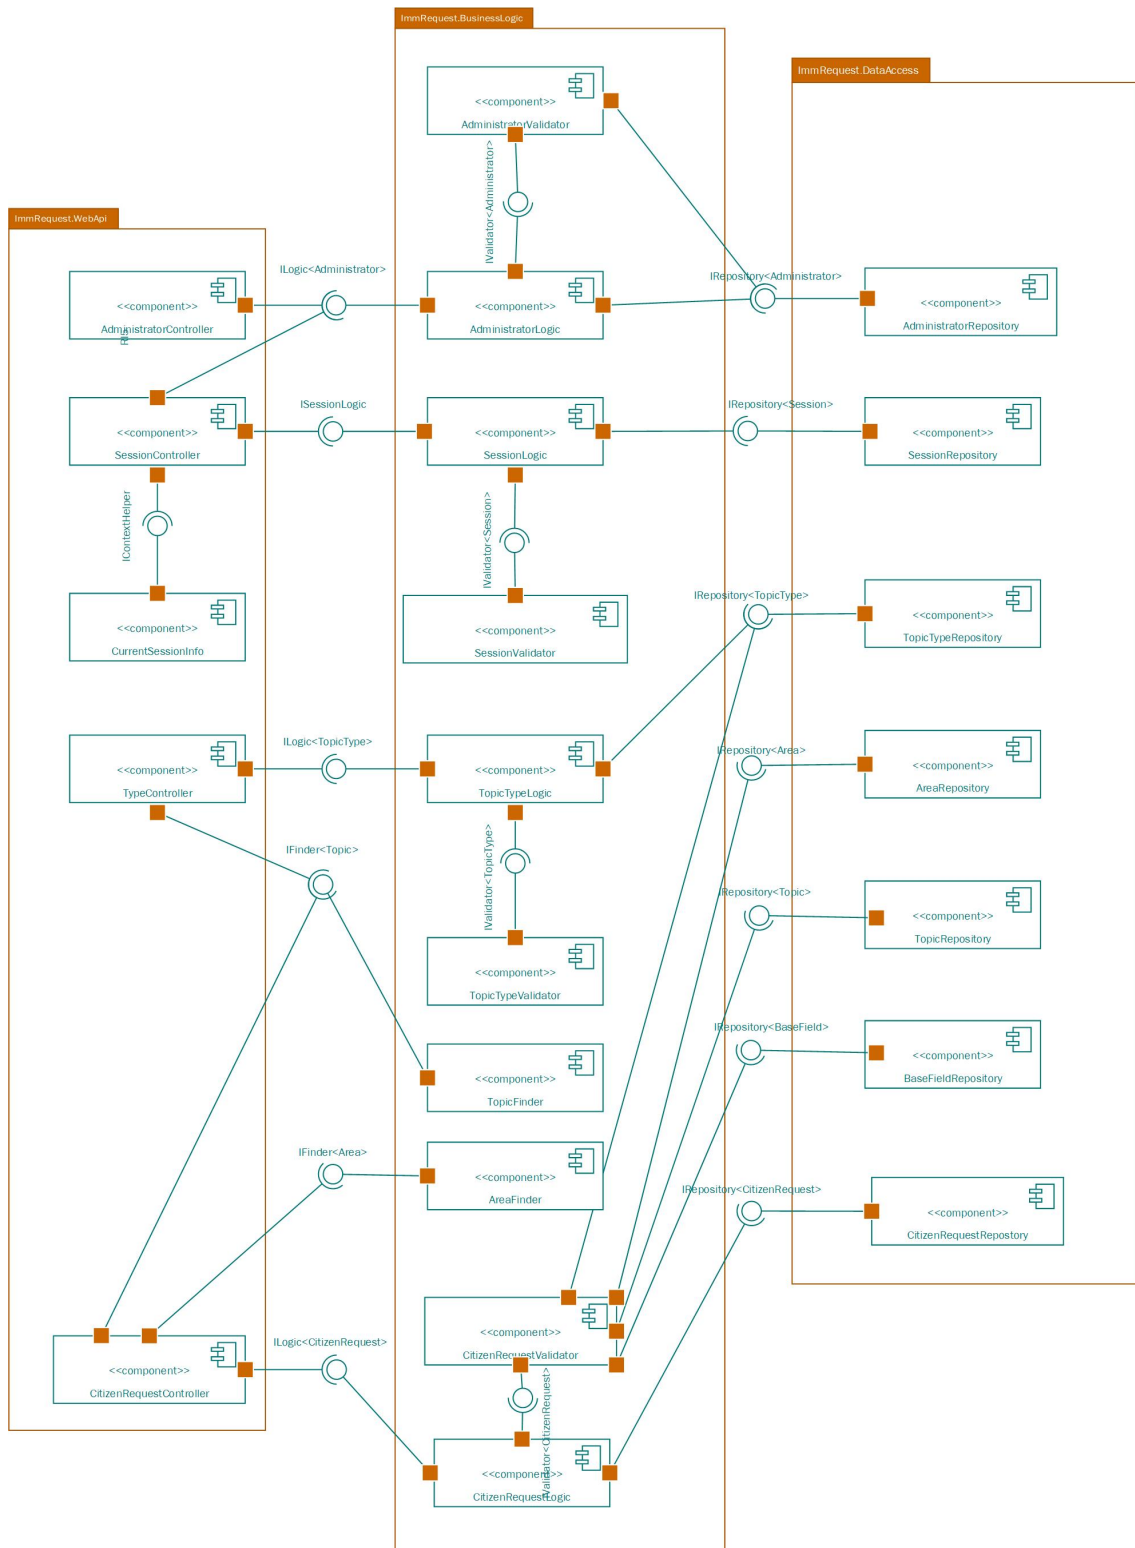 ImmRequest.BusinessLogic
ImmRequest.DataAccess
<<component>>
AdministratorValidator
IValidator<Administrator>
ImmRequest.WebApi
ILogic<Administrator>
IRepository<Administrator>
<<component>>
AdministratorController
<<component>>
AdministratorLogic
<<component>>
AdministratorRepository
ISessionLogic
IRepository<Session>
<<component>>
SessionController
<<component>>
SessionLogic
<<component>>
SessionRepository
IContextHelper
IValidator<Session>
<<component>>
CurrentSessionInfo
<<component>>
SessionValidator
IRepository<TopicType>
<<component>>
TopicTypeRepository
ILogic<TopicType>
IRepository<Area>
<<component>>
TypeController
<<component>>
TopicTypeLogic
<<component>>
AreaRepository
IFinder<Topic>
IValidator<TopicType>
IRepository<Topic>
<<component>>
TopicRepository
<<component>>
TopicTypeValidator
IRepository<BaseField>
<<component>>
BaseFieldRepository
<<component>>
TopicFinder
IFinder<Area>
<<component>>
AreaFinder
IRepository<CitizenRequest>
<<component>>
CitizenRequestRepostory
ILogic<CitizenRequest>
<<component>>
CitizenRequestValidator
<<component>>
CitizenRequestController
IValidator<CitizenRequest>
<<component>>
CitizenRequestLogic